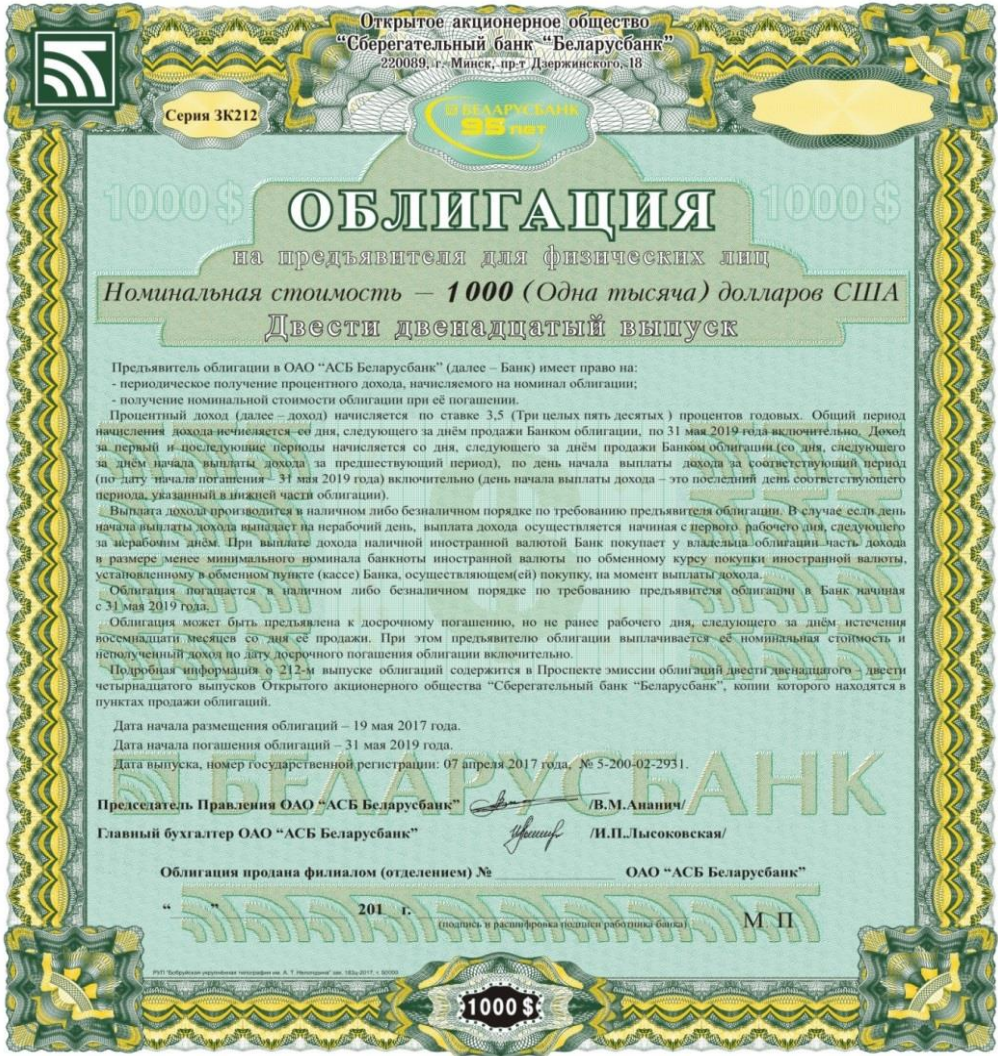 Открытое акционерное общество
“Сберегательный банк “Беларусбанк”
220089, г. Минск, пр-т Дзержинского, 18
Серия ЗК212
БЕЛАРУСБАНК
95 лет
1000 $
1000 $
ОБЛИГАЦИЯ
на предъявителя для физических лиц
Номинальная стоимость – 1000 (Одна тысяча) долларов США
Двести двенадцатый выпуск
Предъявитель облигации в ОАО “АСБ Беларусбанк” (далее – Банк) имеет право на:
- периодическое получение процентного дохода, начисляемого на номинал облигации;
- получение номинальной стоимости облигации при её погашении.
Процентный доход (далее – доход) начисляется по ставке 3,5 (Три целых пять десятых ) процентов годовых. Общий период
начисления дохода исчисляется со дня, следующего за днём продажи Банком облигации, по 31 мая 2019 года включительно. Доход
за первый и последующие периоды начисляется со дня, следующего за днём продажи Банком облигации (со дня, следующего
за днём начала выплаты дохода за предшествующий период), по день начала выплаты дохода за соответствующий период
(по дату начала погашения – 31 мая 2019 года) включительно (день начала выплаты дохода – это последний день соответствующего
периода, указанный в нижней части облигации).
Выплата дохода производится в наличном либо безналичном порядке по требованию предъявителя облигации. В случае если день
начала выплаты дохода выпадает на нерабочий день, выплата дохода осуществляется начиная с первого рабочего дня, следующего
за нерабочим днём. При выплате дохода наличной иностранной валютой Банк покупает у владельца облигации часть дохода
в размере менее минимального номинала банкноты иностранной валюты по обменному курсу покупки иностранной валюты,
установленному в обменном пункте (кассе) Банка, осуществляющем(ей) покупку, на момент выплаты дохода.
Облигация погашается в наличном либо безналичном порядке по требованию предъявителя облигации в Банк начиная
с 31 мая 2019 года.
Облигация может быть предъявлена к досрочному погашению, но не ранее рабочего дня, следующего за днём истечения
восемнадцати месяцев со дня её продажи. При этом предъявителю облигации выплачивается её номинальная стоимость и
неполученный доход по дату досрочного погашения облигации включительно.
Подробная информация о 212-м выпуске облигаций содержится в Проспекте эмиссии облигаций двести двенадцатого - двести
четырнадцатого выпусков Открытого акционерного общества “Сберегательный банк “Беларусбанк”, копии которого находятся в
пунктах продажи облигаций.
Дата начала размещения облигаций – 19 мая 2017 года.
Дата начала погашения облигаций – 31 мая 2019 года.
Дата выпуска, номер государственной регистрации: 07 апреля 2017 года, № 5-200-02-2931.
БЕЛАРУСБАНК
Председатель Правления ОАО “АСБ Беларусбанк” /В.М.Ананич/
Главный бухгалтер ОАО “АСБ Беларусбанк” /И.П.Лысоковская/
Облигация продана филиалом (отделением) № ОАО “АСБ Беларусбанк”
“ ” 201 г.
(подпись и расшифровка подписи работника банка)
М П
РУП "Бобруйская укрупнённая типография им. А. Т. Непогодина" зак. 182ц-2017, т. 50000
1000 $